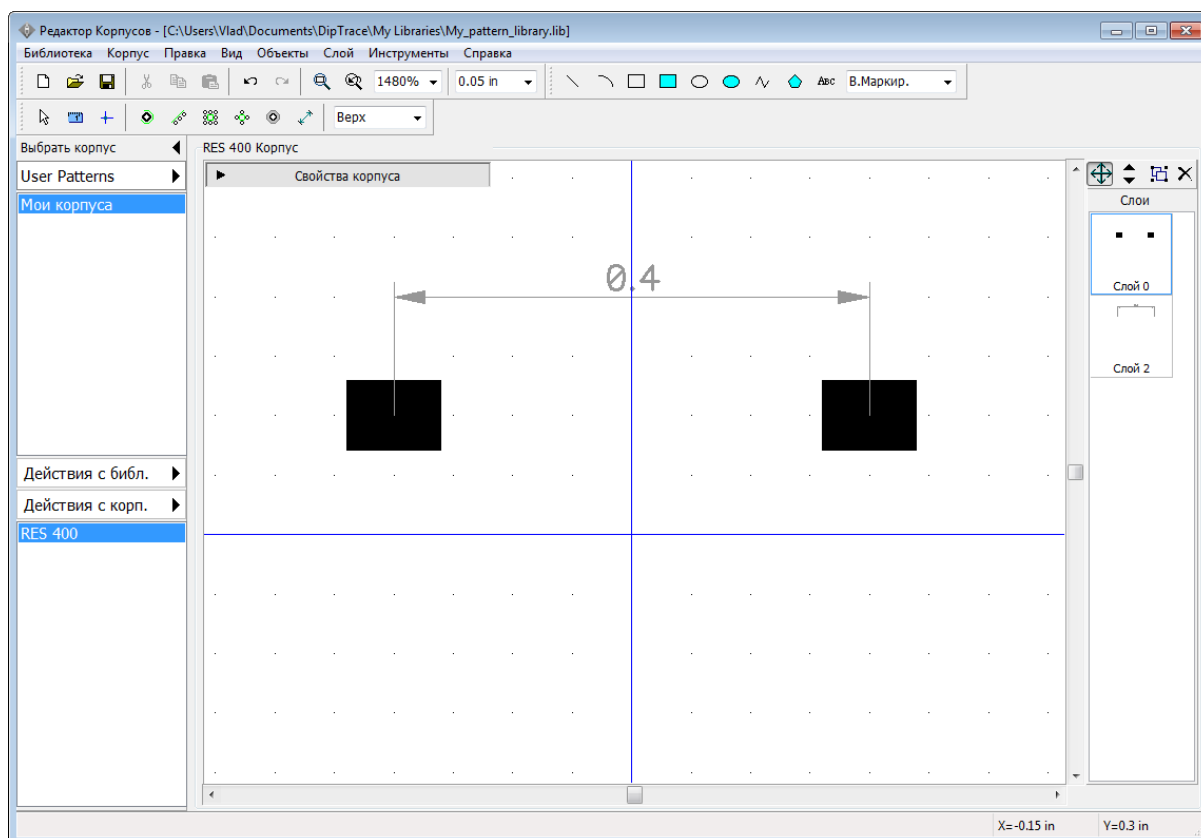 Редактор Корпусов - [C:\Users\Vlad\Documents\DipTrace\My Libraries\My_pattern_library.lib]
Библиотека Корпус Правка Вид Объекты Слой Инструменты Справка
1480% 0.05 in Abc В.Маркир.
Верх
Выбрать корпус
RES 400 Корпус
User Patterns
Свойства корпуса
Мои корпуса
Слои
0.4
Слой 0
Слой 2
Действия с библ.
Действия с корп.
RES 400
X=-0.15 in Y=0.3 in